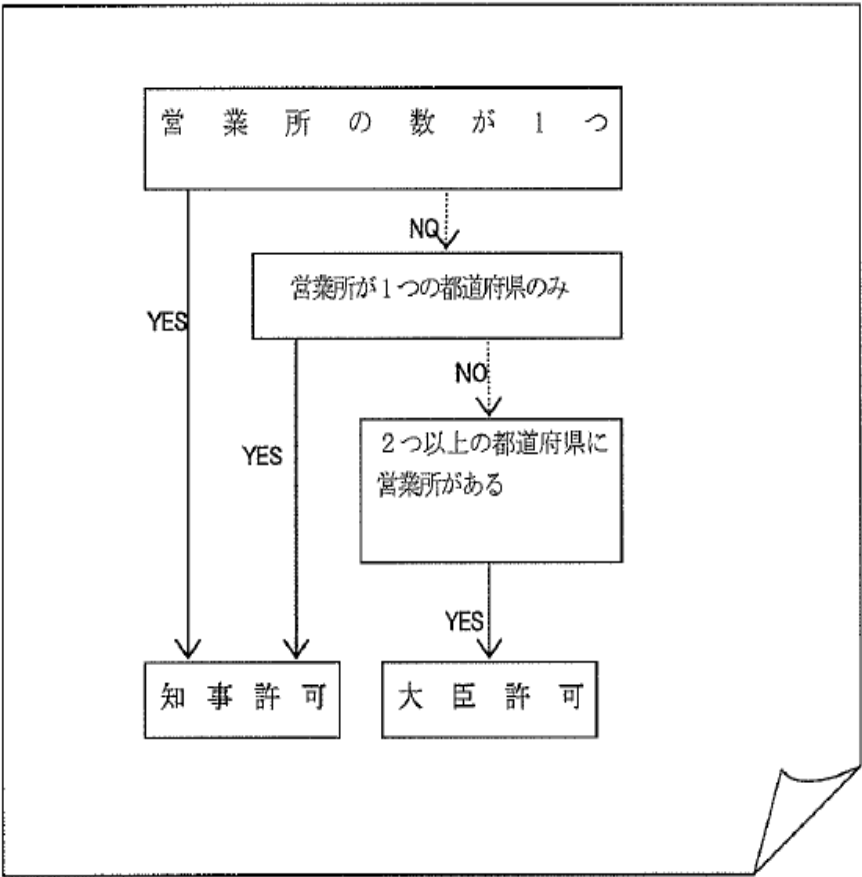 営業所の数が1つ
NO
営業所が1つの都道府県のみ
YES
NO
2つ以上の都道府県に
営業所がある
YES
YES
知事許可
大臣許可